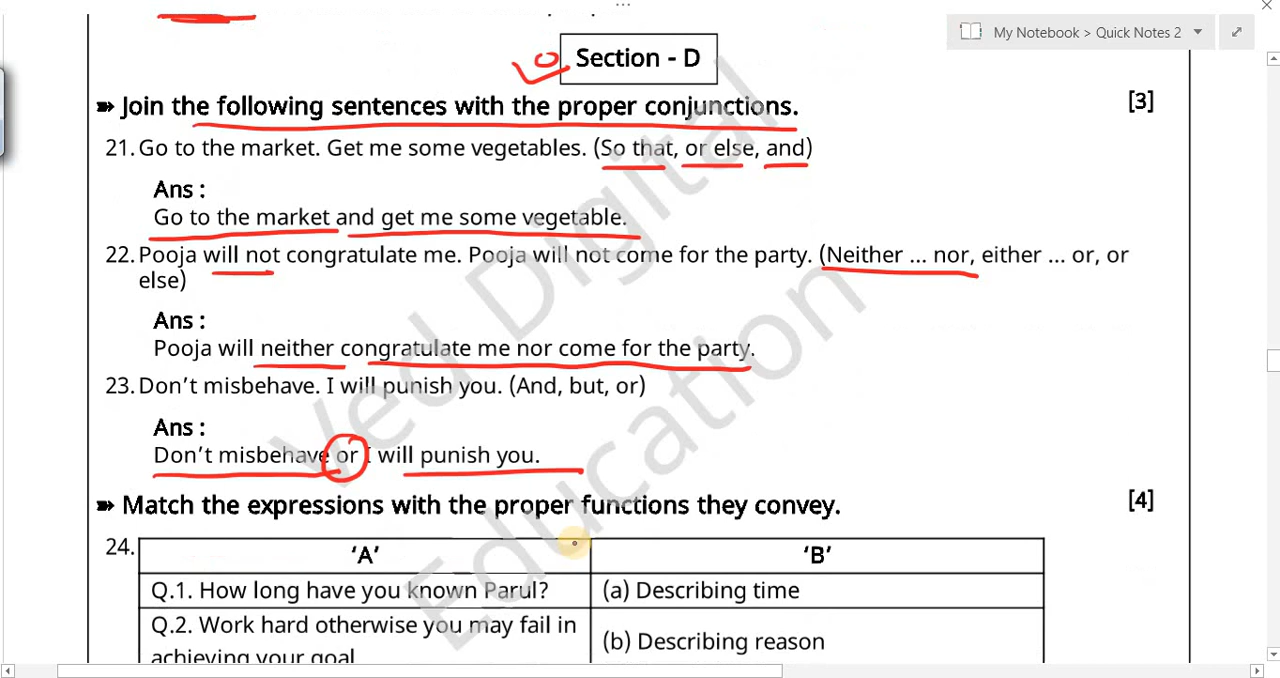 My Notebook > Quick Notes 2
Section - D
Join the following sentences with the proper conjunctions. [3]
21. Go to the market. Get me some vegetables. (So that, or else, and)
Ans :
Go to the market and get me some vegetable.
22. Pooja will not congratulate me. Pooja will not come for the party. (Neither ... nor, either ... or, or
else)
Ans :
Pooja will neither congratulate me nor come for the party.
23. Don't misbehave. I will punish you. (And, but, or)
Ans :
Don't misbehave or I will punish you.
Match the expressions with the proper functions they convey. [4]
24. 'A' 'B'
Q.1. How long have you known Parul? (a) Describing time
Q.2. Work hard otherwise you may fail in
achieving your goal
(b) Describing reason
Ved Digital
Education